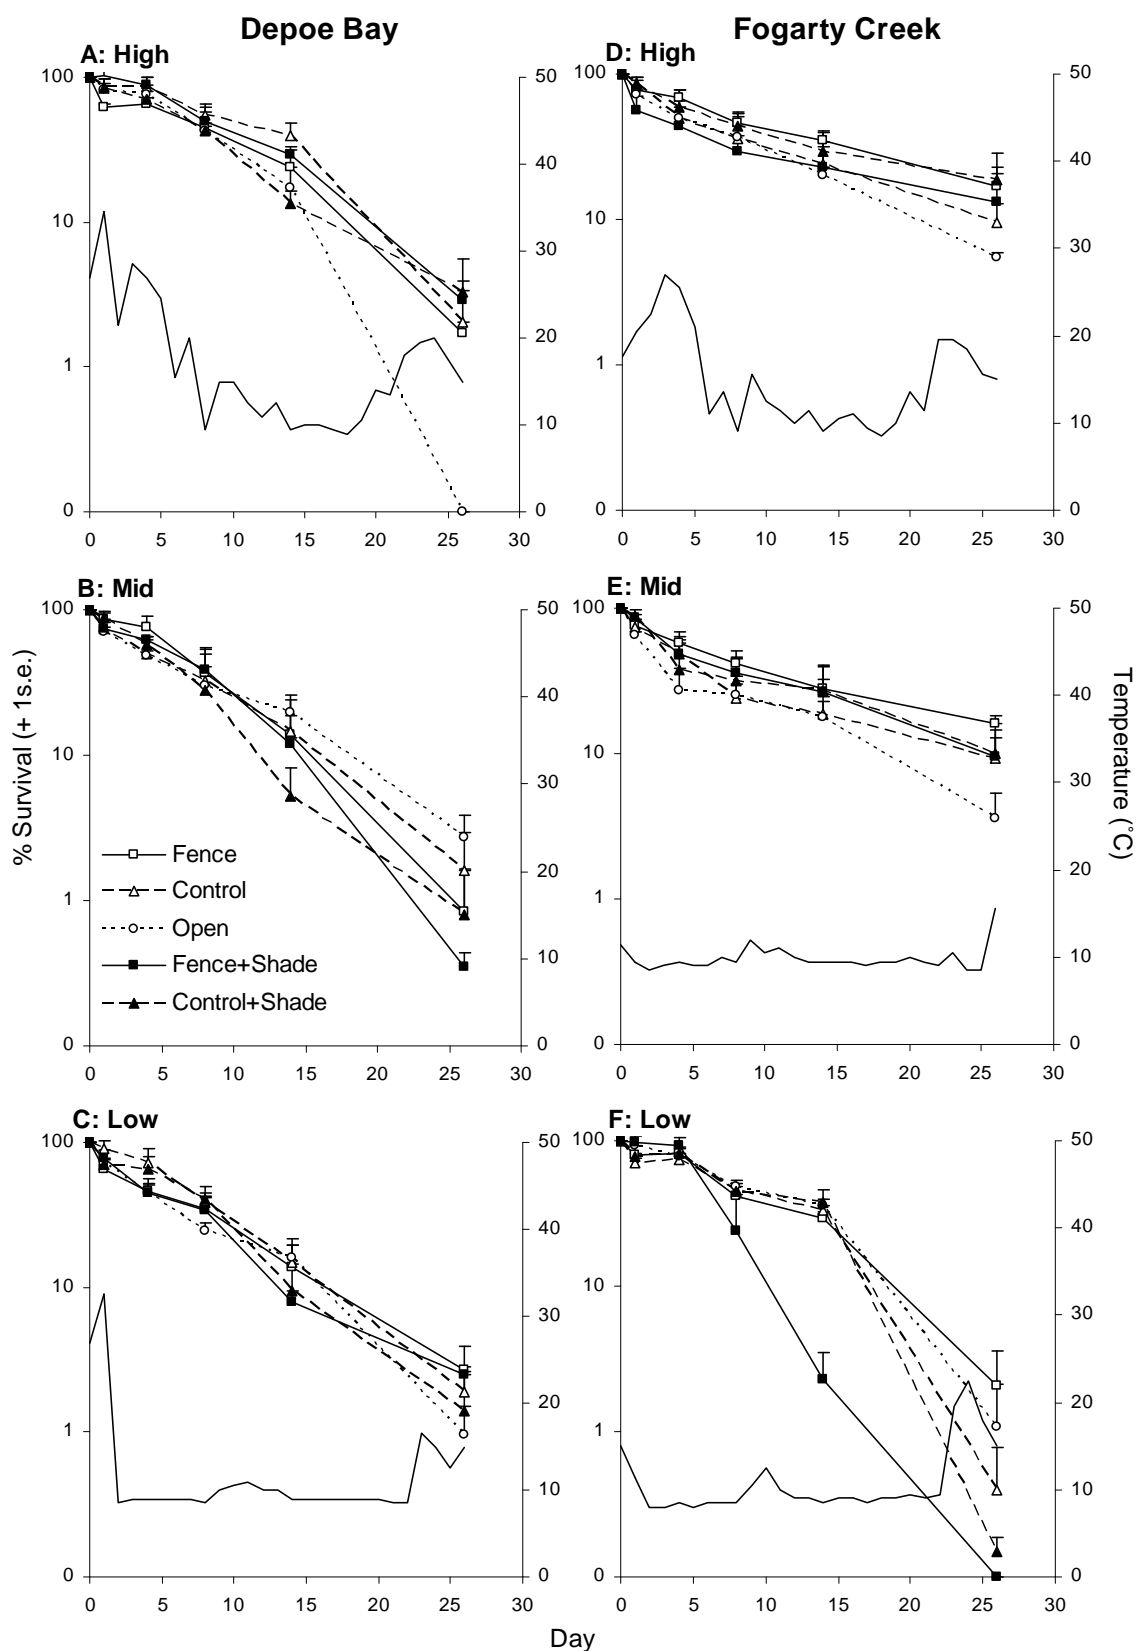 Depoe Bay
Fogarty Creek
A: High
D: High
100
10
1
0
50
40
30
20
10
0
0 5 10 15 20 25 30
100
10
1
0
50
40
30
20
10
0
0 5 10 15 20 25 30
B: Mid
E: Mid
100
10
1
0
50
40
30
20
10
0
0 5 10 15 20 25 30
Fence
Control
Open
Fence+Shade
Control+Shade
100
10
1
0
50
40
30
20
10
0
0 5 10 15 20 25 30
% Survival (+ 1s.e.)
Temperature (°C)
C: Low
F: Low
100
10
1
0
50
40
30
20
10
0
0 5 10 15 20 25 30
100
10
1
0
50
40
30
20
10
0
0 5 10 15 20 25 30
Day